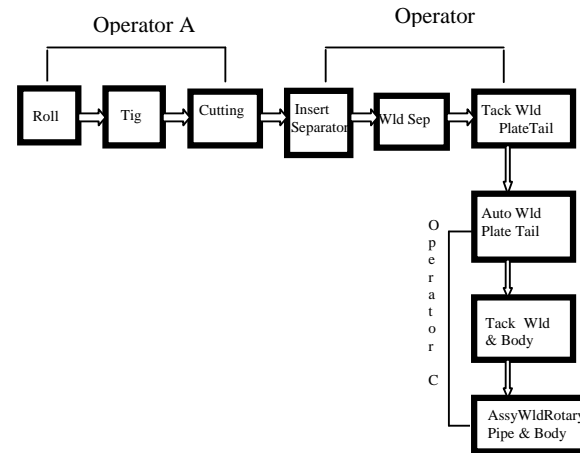 Operator A
Operator
Roll
Tig
Cutting
Insert
Separator
Wld Sep
Tack Wld
PlateTail
Auto Wld
Plate Tail
Operator C
Tack Wld
& Body
AssyWldRotary
Pipe & Body